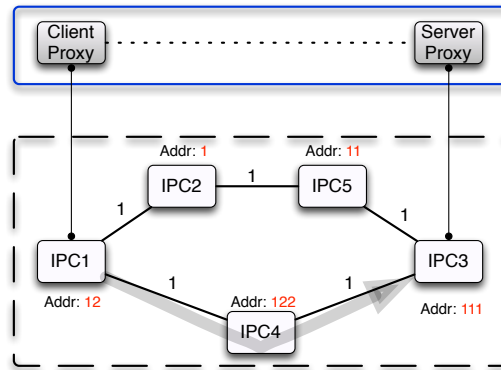 Client
Proxy
Server
Proxy
Addr: 1
Addr: 11
IPC2
1
IPC5
1
1
IPC1
IPC3
1
1
Addr: 12
Addr: 122
Addr: 111
IPC4